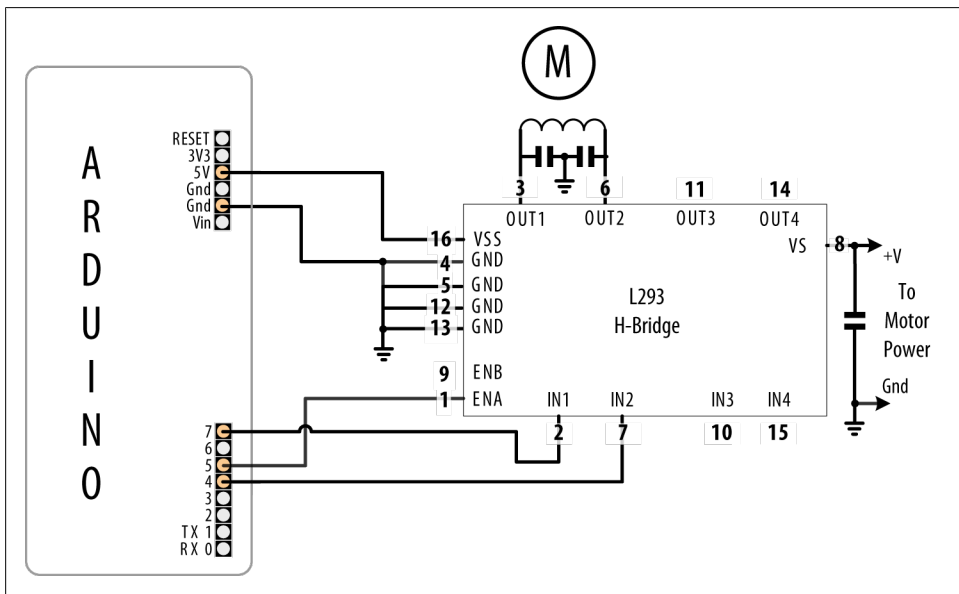 ARDUINO
RESET
3V3
5V
Gnd
Gnd
Vin
7
6
5
4
3
2
TX 1
RX 0
M
3
6
11
14
OUT1
OUT2
OUT3
OUT4
16 VSS
4 GND
5 GND
12 GND
13 GND
9 ENB
1 ENA
L293
H-Bridge
VS 8
+V
To
Motor
Power
Gnd
IN1
IN2
IN3
IN4
2
7
10
15